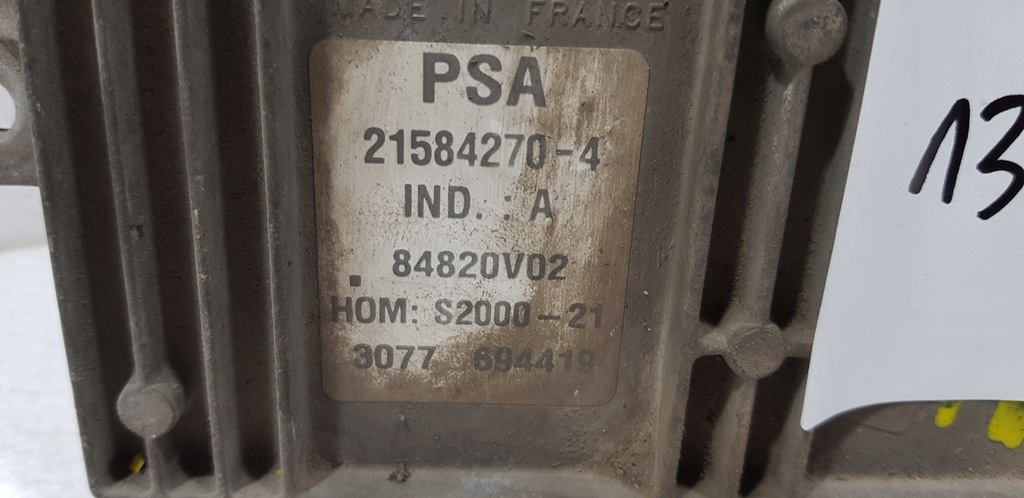 MADE IN FRANCE
PSA
21584270-4
IND. : A
84820V02
HOM: S2000-21
3077 694419
13